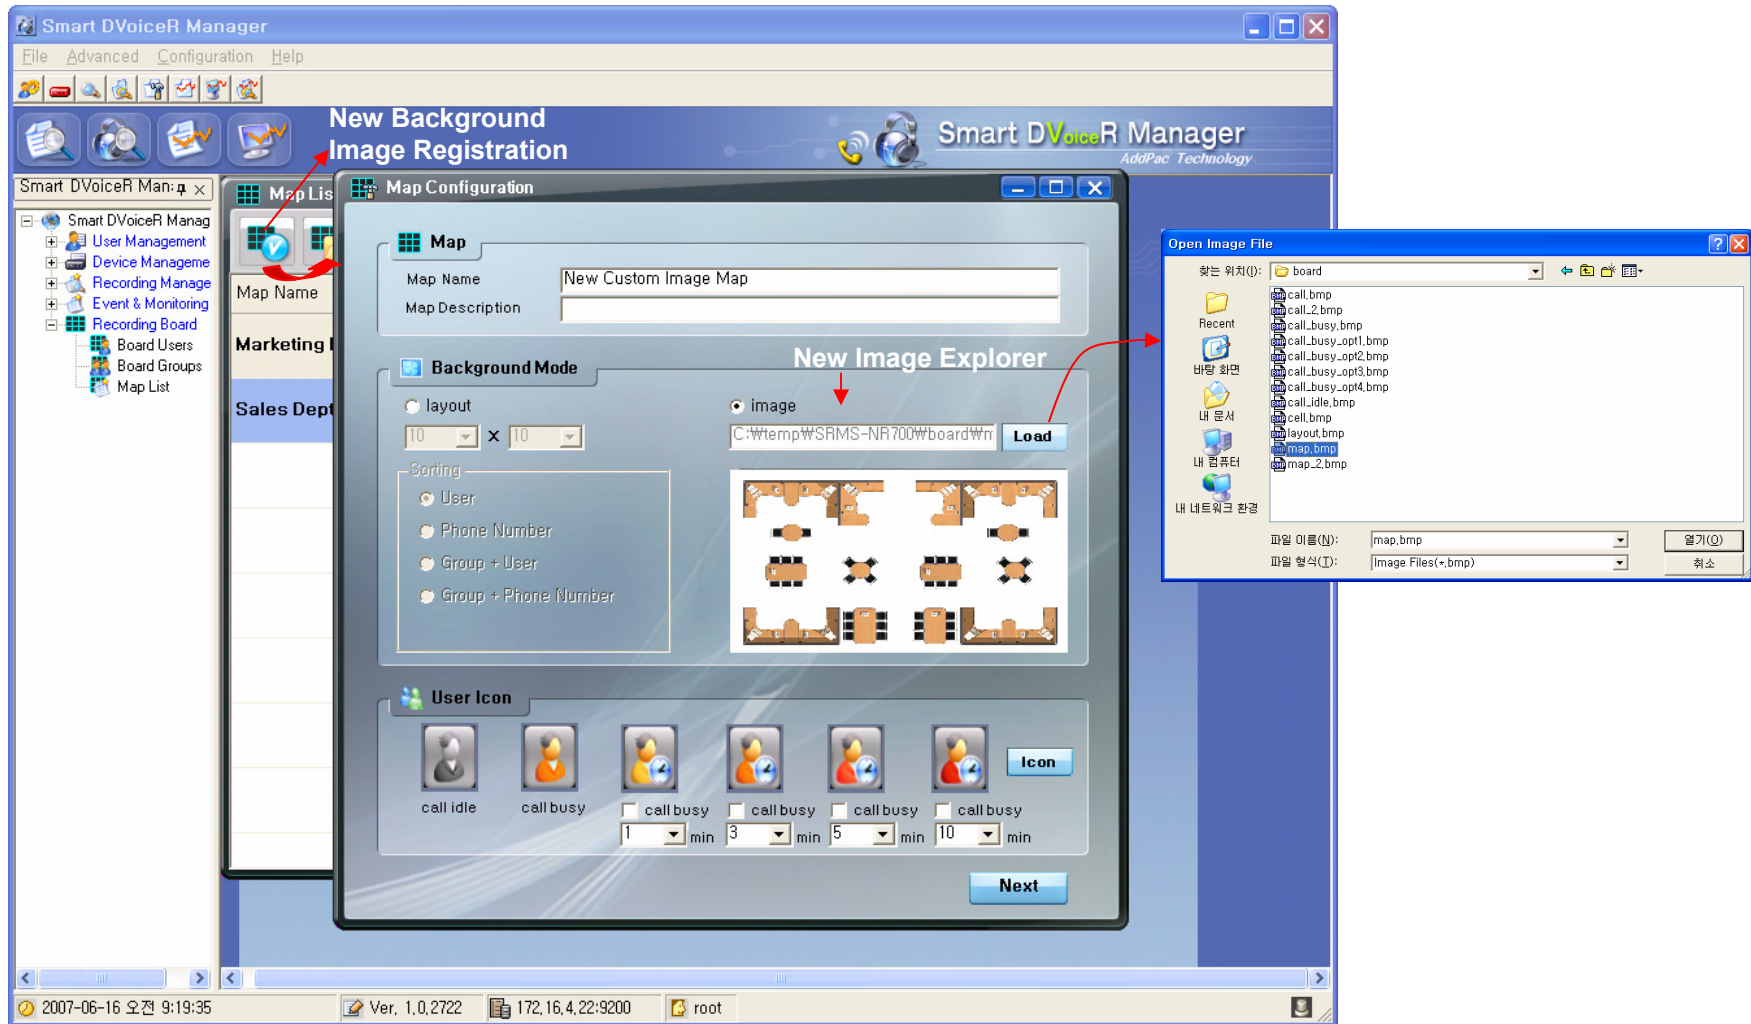 Smart DVoiceR Manager
File Advanced Configuration Help
New Background
Image Registration
Smart DVoiceR Manager
AddPac Technology
Smart DVoiceR Man:
Smart DVoiceR Manag
User Management
Device Manageme
Recording Manage
Event & Monitoring
Recording Board
Board Users
Board Groups
Map List
Map Lis
Map Name
Marketing
Sales Dept
Map Configuration
Map
Map Name New Custom Image Map
Map Description
Background Mode
New Image Explorer
layout
10 X 10
Sorting
User
Phone Number
Group + User
Group + Phone Number
image
C:₩temp₩SRMS-NR700₩board₩m Load
User Icon
call idle
call busy
call busy
1 min
call busy
3 min
call busy
5 min
call busy
10 min
Icon
Next
Open Image File
찾는 위치(I): board
Recent
바탕 화면
내 문서
내 컴퓨터
내 네트워크 환경
call.bmp
call_2.bmp
call_busy.bmp
call_busy_opt1.bmp
call_busy_opt2.bmp
call_busy_opt3.bmp
call_busy_opt4.bmp
call_idle.bmp
cell.bmp
layout.bmp
map.bmp
map_2.bmp
파일 이름(N): map.bmp 열기(O)
파일 형식(T): Image Files(*.bmp) 취소
2007-06-16 오전 9:19:35 Ver. 1.0.2722 172.16.4.22:9200 root